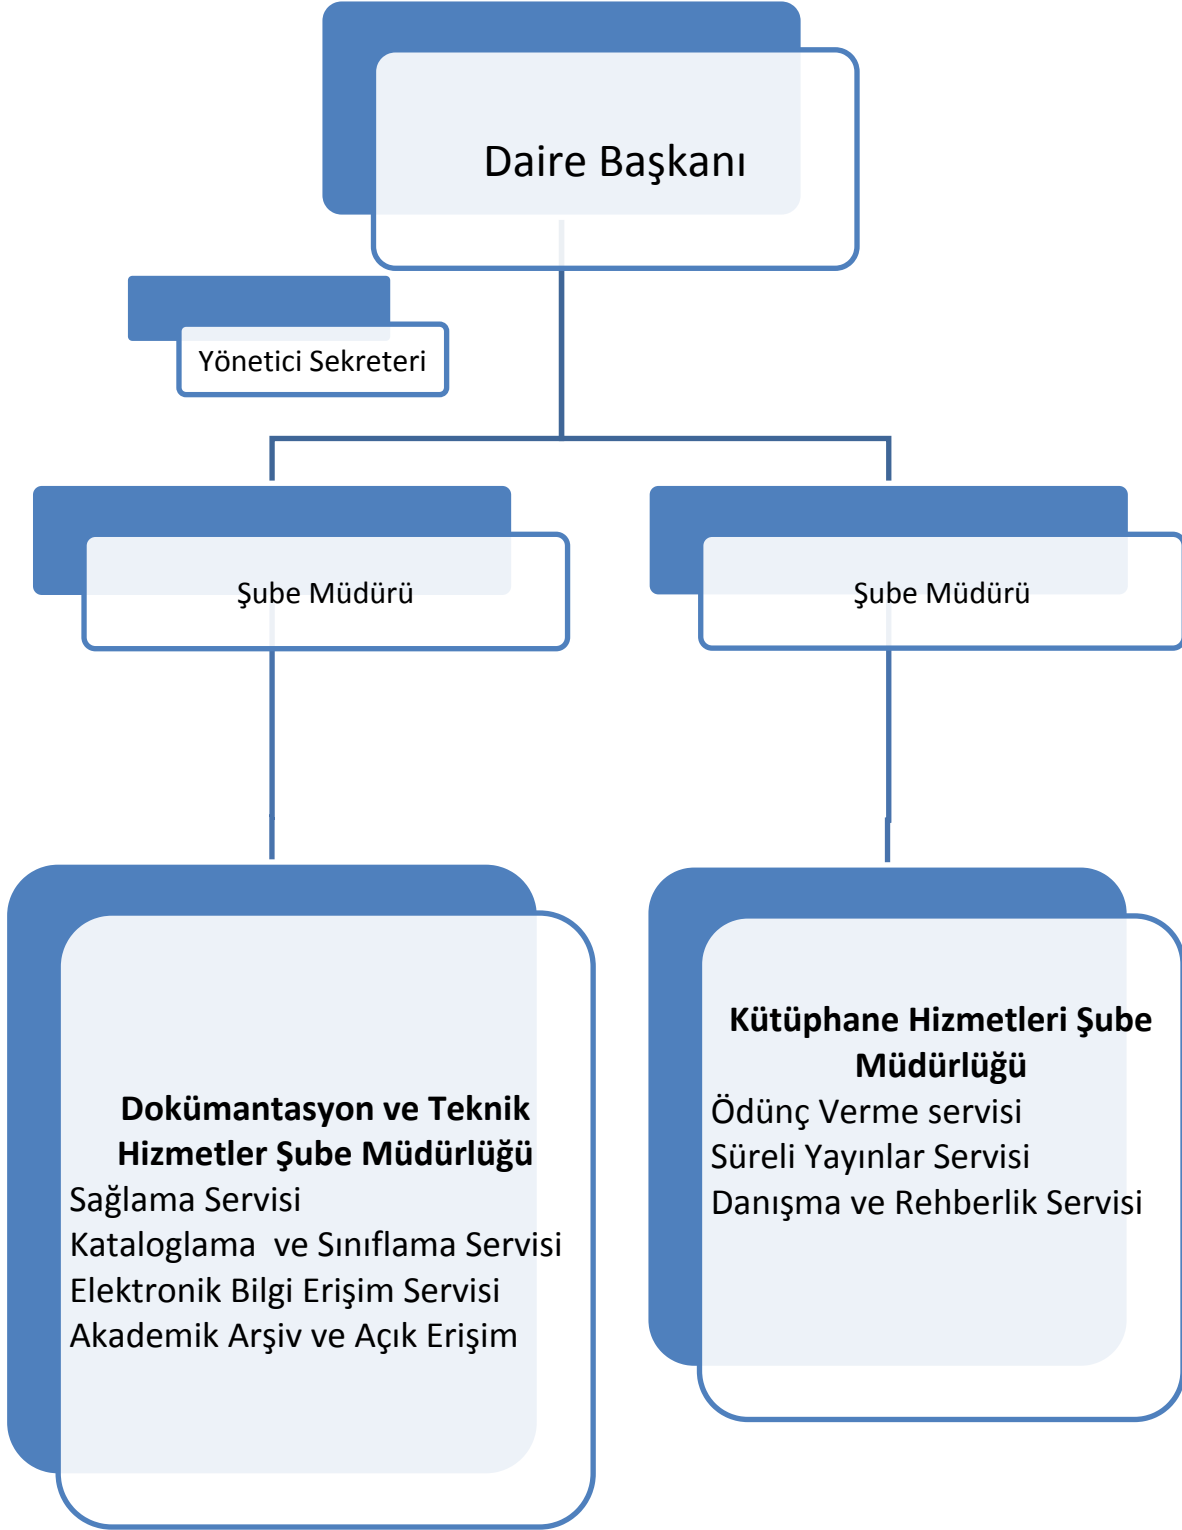 Daire Başkanı
Yönetici Sekreteri
Şube Müdürü
Şube Müdürü
Dokümantasyon ve Teknik
Hizmetler Şube Müdürlüğü
Sağlama Servisi
Kataloglama  ve Sınıflama Servisi
Elektronik Bilgi Erişim Servisi
Akademik Arşiv ve Açık Erişim
Kütüphane Hizmetleri Şube
Müdürlüğü
Ödünç Verme servisi
Süreli Yayınlar Servisi
Danışma ve Rehberlik Servisi